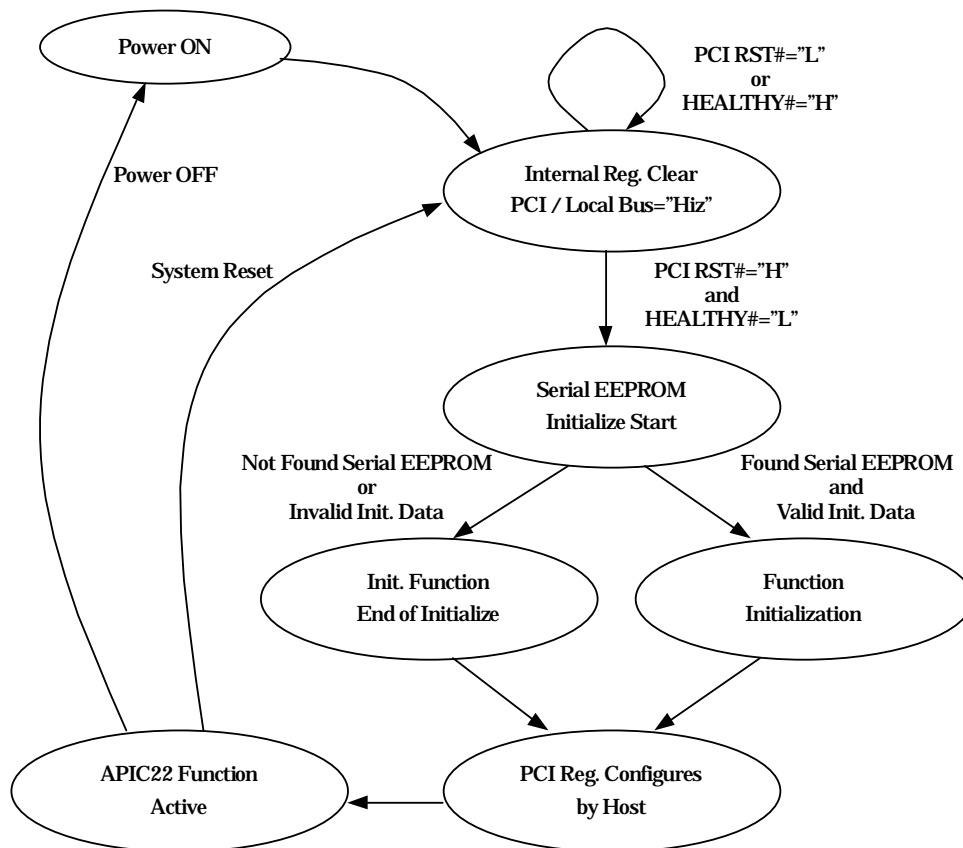 Power ON
PCI RST#="L"
or
HEALTHY#="H"
Internal Reg. Clear
PCI / Local Bus="Hiz"
Power OFF
System Reset
PCI RST#="H"
and
HEALTHY#="L"
Serial EEPROM
Initialize Start
Not Found Serial EEPROM
or
Invalid Init. Data
Found Serial EEPROM
and
Valid Init. Data
Init. Function
End of Initialize
Function
Initialization
APIC22 Function
Active
PCI Reg. Configures
by Host